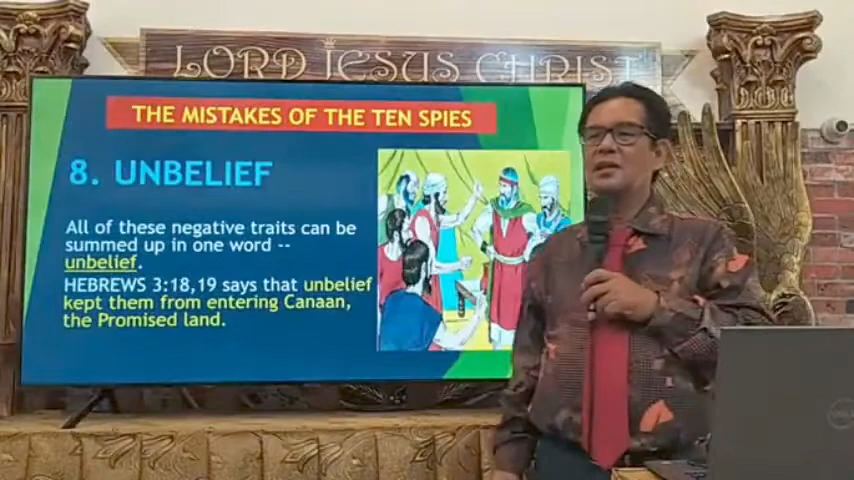 LORD JESUS CHRIST
THE MISTAKES OF THE TEN SPIES
8. UNBELIEF
All of these negative traits can be
summed up in one word --
unbelief.
HEBREWS 3:18,19 says that unbelief
kept them from entering Canaan,
the Promised land.
DELL